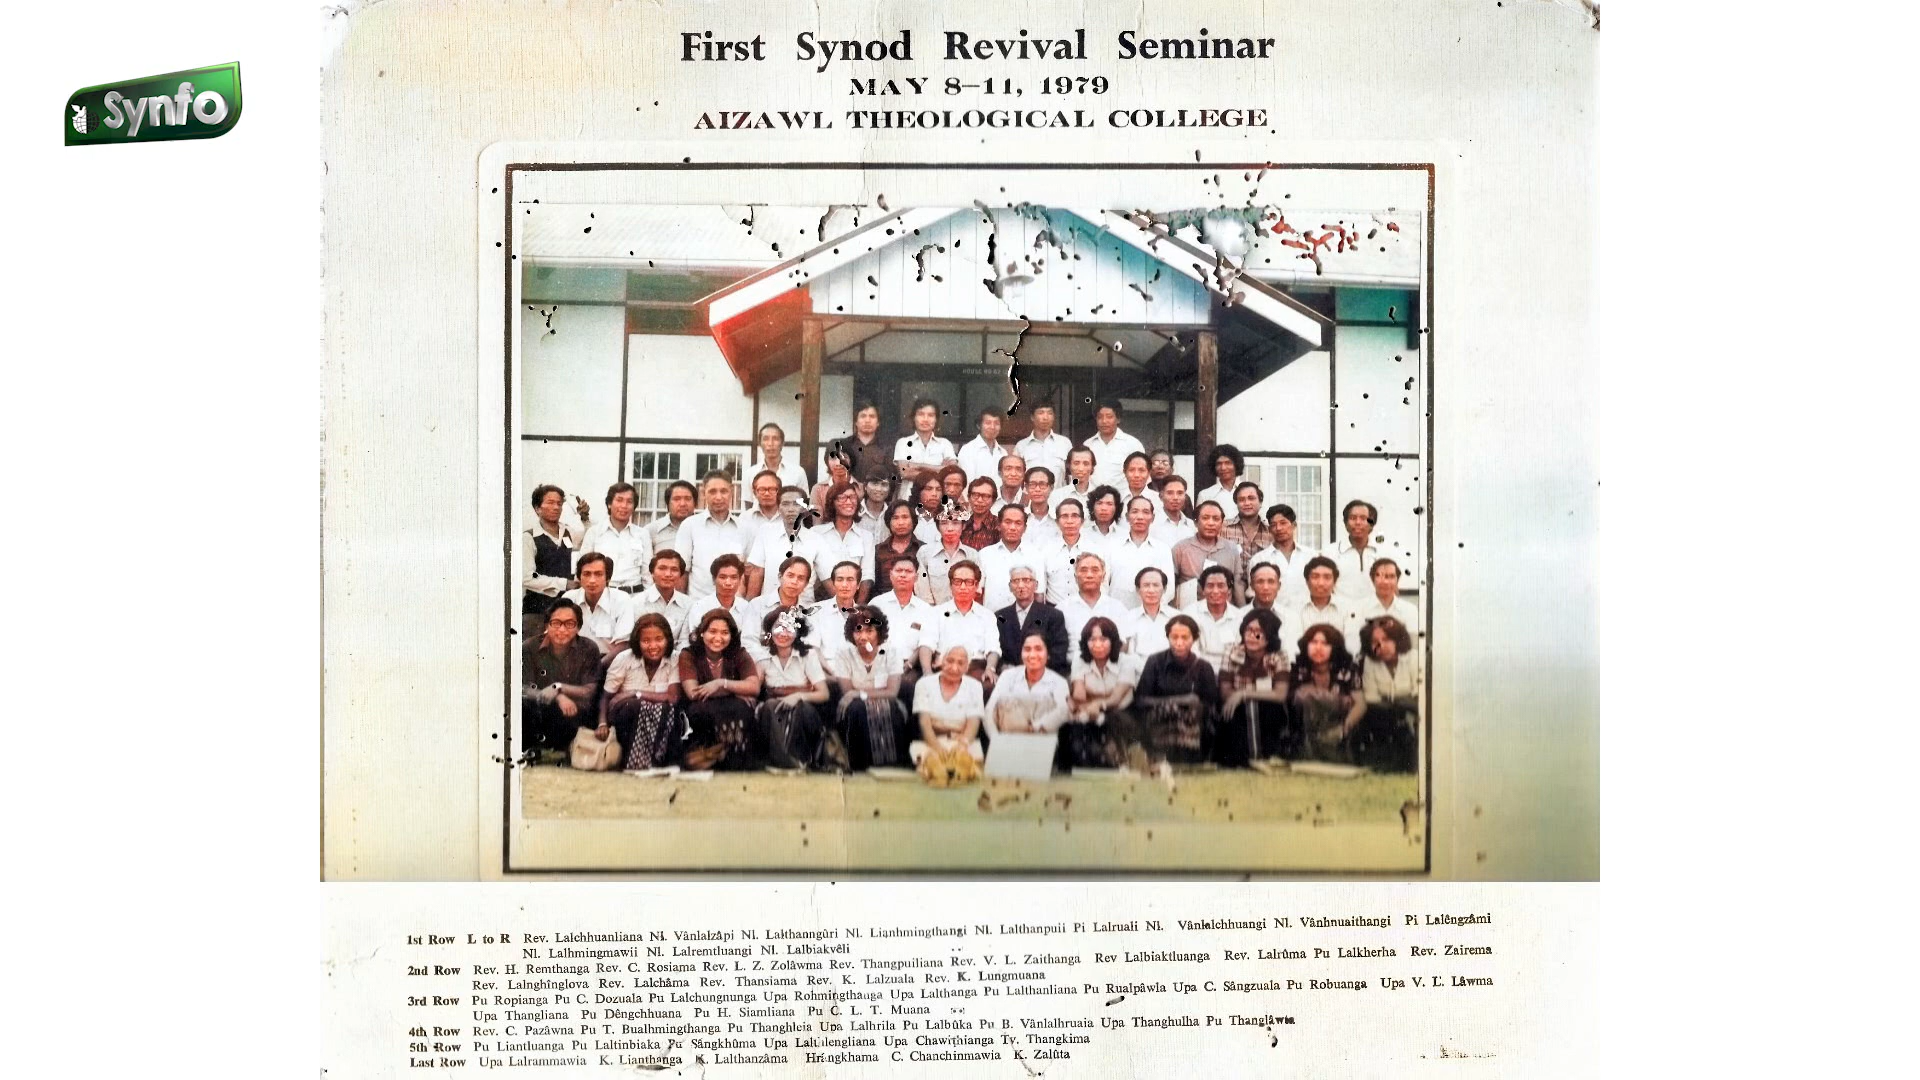 Synfo
First Synod Revival Seminar
MAY 8–11, 1979
AIZAWL THEOLOGICAL COLLEGE
1st Row L to R Rev. Lalchhuanliana Nl. Vânlalzâpi Nl. Lalthanngûri Nl. Lianhmingthangi Nl. Lalthanpuii Pi Lalruali Nl. Vânlalchhuangi Nl. Vânhnuaithangi Pi Lalêngzâmi
Nl. Lalhmingmawii Nl. Lalremtluangi Nl. Lalbiakvêli
2nd Row Rev. H. Remthanga Rev. C. Rosiama Rev. L. Z. Zolâwma Rev. Thangpuiliana Rev. V. L. Zaithanga Rev Lalbiaktluanga Rev. Lalrûma Pu Lalkherha Rev. Zairema
Rev. Lalnghînglova Rev. Lalchâma Rev. Thansiama Rev. K. Lalzuala Rev. K. Lungmuana
3rd Row Pu Ropianga Pu C. Dozuala Pu Lalchungnunga Upa Rohmingthanga Upa Lalthanga Pu Lalthanliana Pu Rualpâwla Upa C. Sângzuala Pu Robuanga Upa V. L. Lâwma
Upa Thangliana Pu Dêngchhuana Pu H. Siamliana Pu C. L. T. Muana
4th Row Rev. C. Pazâwna Pu T. Bualhmingthanga Pu Thanghleia Upa Lalhrila Pu Lalbûka Pu B. Vânlalhruaia Upa Thanghulha Pu Thanglâwta
5th Row Pu Liantluanga Pu Laltinbiaka Pu Sângkhûma Upa Chawithianga Tv. Thangkima
Last Row Upa Lalrammawia K. Lianthanga K. Lalthanzâma Hrângkhama C. Chanchinmawia K. Zalûta